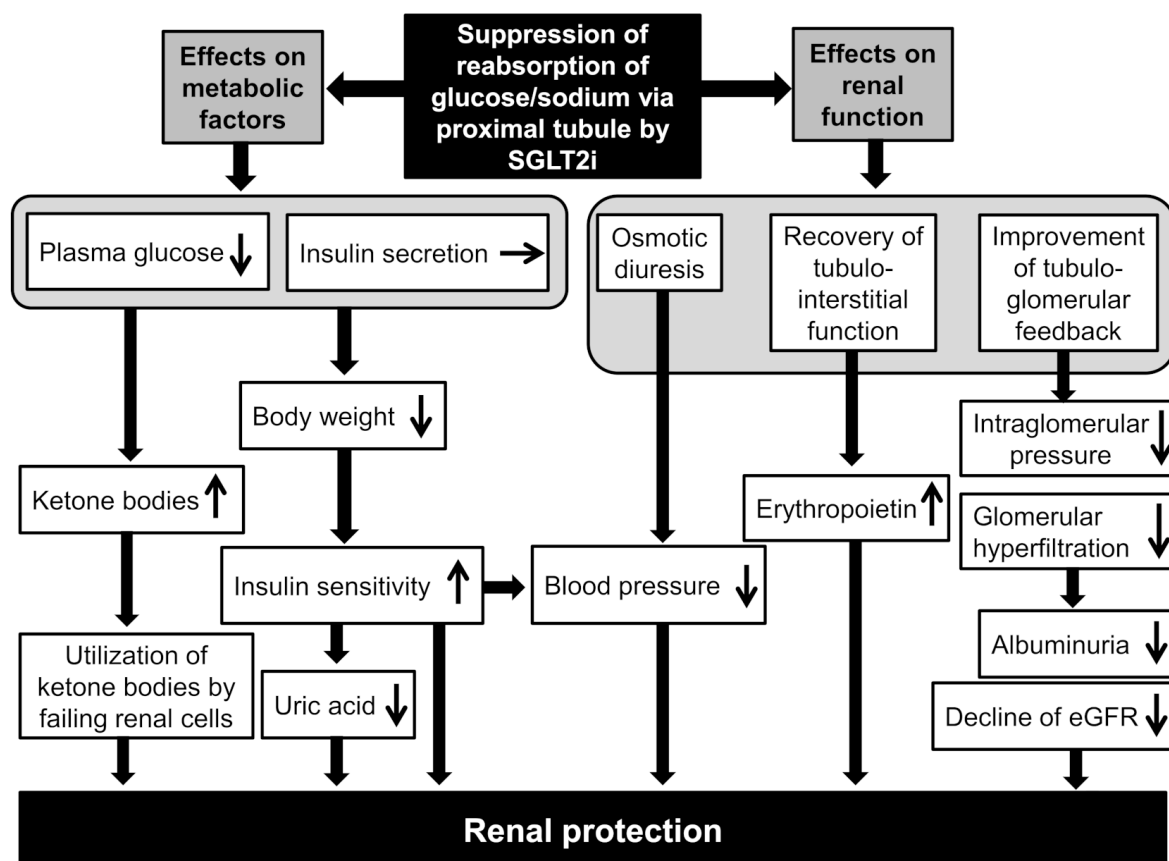 Effects on
metabolic
factors
Suppression of
reabsorption of
glucose/sodium via
proximal tubule by
SGLT2i
Effects on
renal
function
Plasma glucose ↓
Insulin secretion →
Osmotic
diuresis
Recovery of
tubulo-
interstitial
function
Improvement
of tubulo-
glomerular
feedback
Body weight ↓
Intraglomerular
pressure ↓
Ketone bodies ↑
Erythropoietin ↑
Glomerular
hyperfiltration ↓
Insulin sensitivity ↑
Blood pressure ↓
Albuminuria ↓
Utilization of
ketone bodies by
failing renal cells
Uric acid ↓
Decline of eGFR ↓
Renal protection